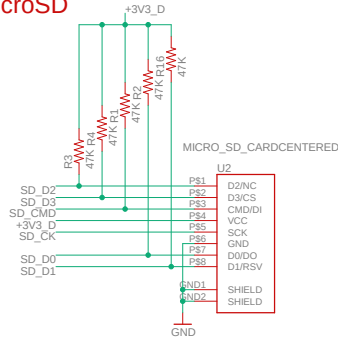 croSD
+3V3_D
R16
47K
R2
47K
R1
47K
R4
47K
R3
47K
MICRO_SD_CARDCENTERED
U2
SD_D2 P$1 D2/NC
SD_D3 P$2 D3/CS
SD_CMD P$3 CMD/DI
+3V3_D P$4 VCC
SD_CK P$5 SCK
P$6 GND
SD_D0 P$7 D0/DO
SD_D1 P$8 D1/RSV
GND1 SHIELD
GND2 SHIELD
GND